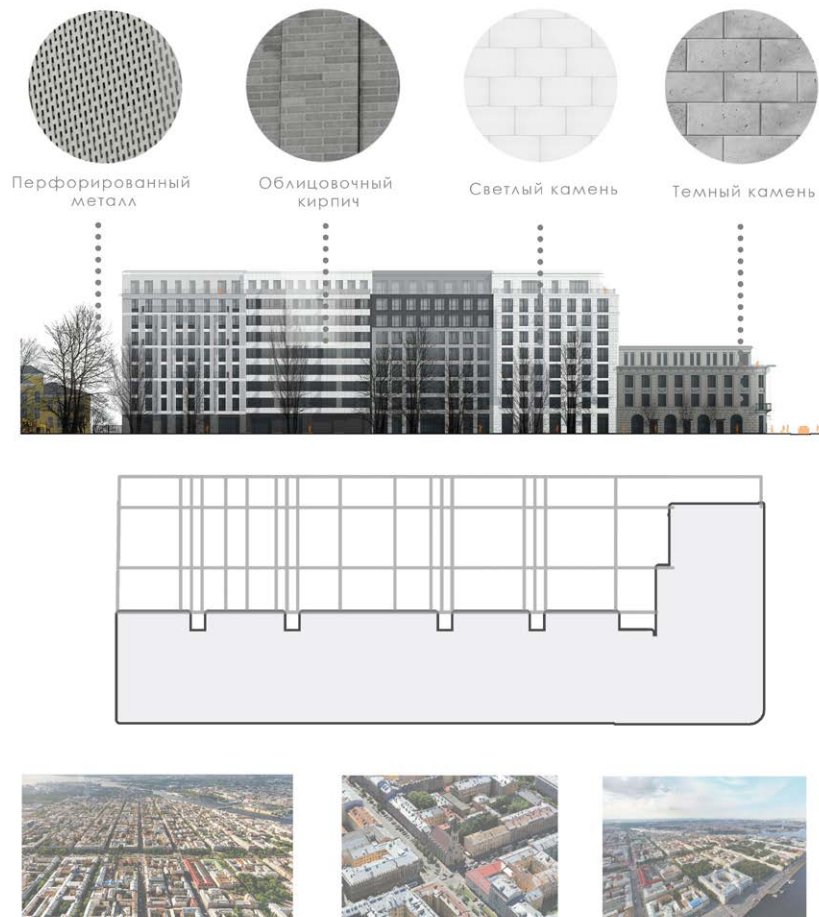 Перфорированный
металл
Облицовочный
кирпич
Светлый камень
Темный камень